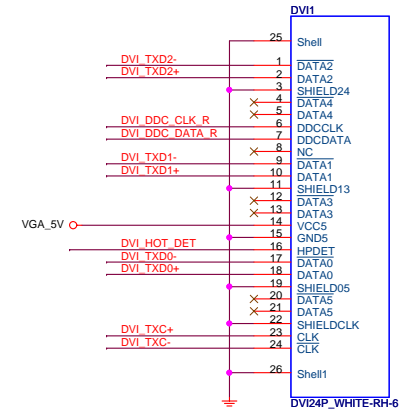 DVI1
25 Shell
DVI_TXD2- 1 DATA2
DVI_TXD2+ 2 DATA2
3 SHIELD24
4 DATA4
5 DATA4
DVI_DDC_CLK_R 6 DDCCLK
DVI_DDC_DATA_R 7 DDCDATA
8 NC
DVI_TXD1- 9 DATA1
DVI_TXD1+ 10 DATA1
11 SHIELD13
12 DATA3
13 DATA3
VGA_5V 14 VCC5
15 GND5
DVI_HOT_DET 16 HPDET
DVI_TXD0- 17 DATA0
DVI_TXD0+ 18 DATA0
19 SHIELD05
20 DATA5
21 DATA5
22 SHIELDCLK
DVI_TXC+ 23 CLK
DVI_TXC- 24 CLK
26 Shell1
DVI24P_WHITE-RH-6